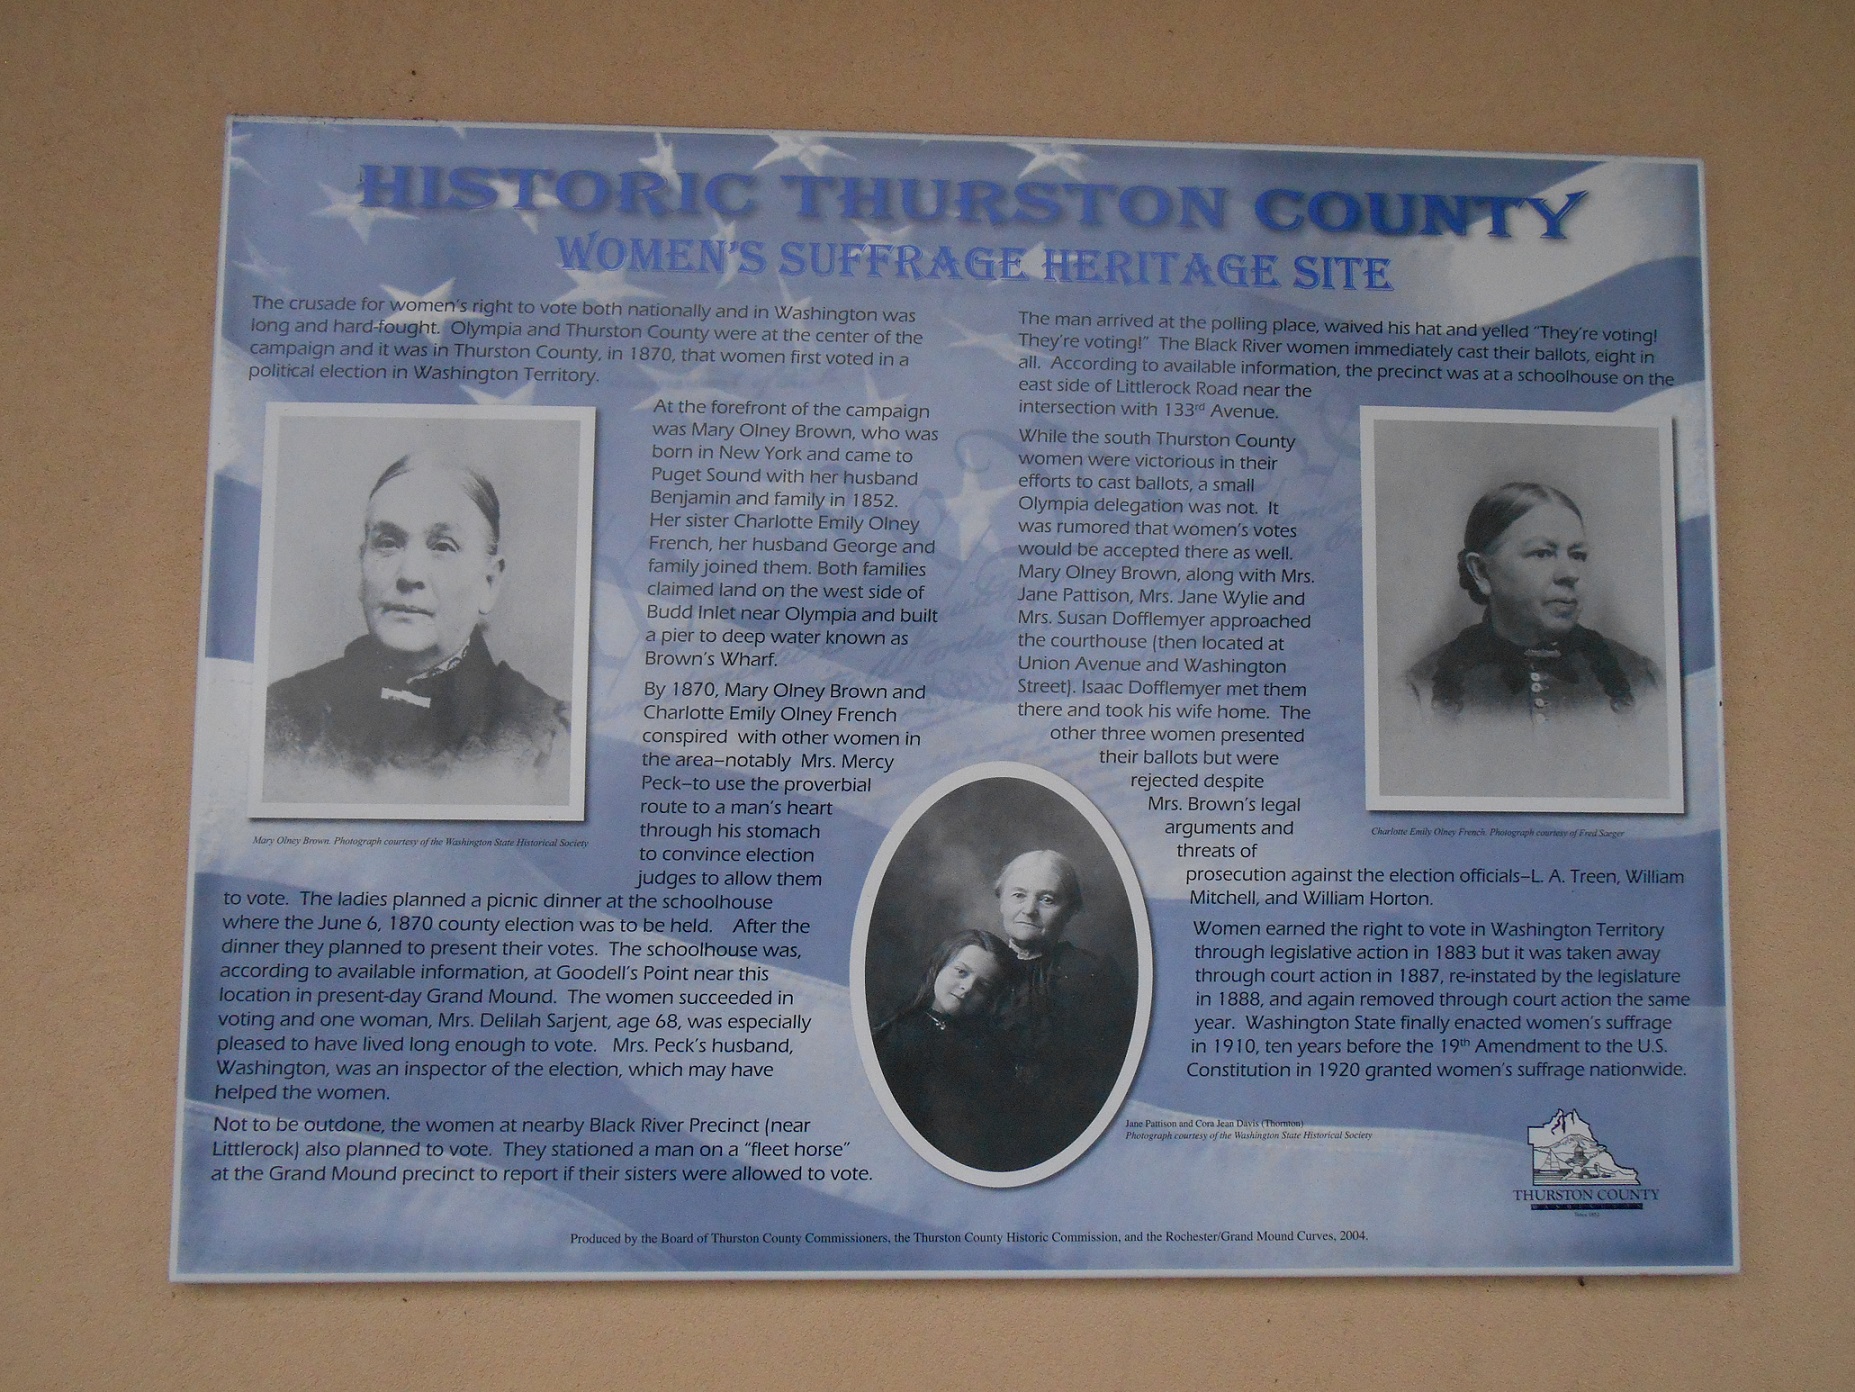 HISTORIC THURSTON COUNTY
WOMEN'S SUFFRAGE HERITAGE SITE
The crusade for women's right to vote both nationally and in Washington was
long and hard-fought. Olympia and Thurston County were at the center of the
campaign and it was in Thurston County, in 1870, that women first voted in a
political election in Washington Territory.
At the forefront of the campaign
was Mary Olney Brown, who was
born in New York and came to
Puget Sound with her husband
Benjamin and family in 1852.
Her sister Charlotte Emily Olney
French, her husband George and
family joined them. Both families
claimed land on the west side of
Budd Inlet near Olympia and built
a pier to deep water known as
Brown's Wharf.
Mary Olney Brown. Photograph courtesy of the Washington State Historical Society
By 1870, Mary Olney Brown and
Charlotte Emily Olney French
conspired with other women in
the area–notably Mrs. Mercy
Peck–to use the proverbial
route to a man's heart
through his stomach
to convince election
judges to allow them
to vote. The ladies planned a picnic dinner at the schoolhouse
where the June 6, 1870 county election was to be held. After the
dinner they planned to present their votes. The schoolhouse was,
according to available information, at Goodell's Point near this
location in present-day Grand Mound. The women succeeded in
voting and one woman, Mrs. Delilah Sarjent, age 68, was especially
pleased to have lived long enough to vote. Mrs. Peck's husband,
Washington, was an inspector of the election, which may have
helped the women.
Not to be outdone, the women at nearby Black River Precinct (near
Littlerock) also planned to vote. They stationed a man on a "fleet horse"
at the Grand Mound precinct to report if their sisters were allowed to vote.
The man arrived at the polling place, waived his hat and yelled "They're voting!
They're voting!" The Black River women immediately cast their ballots, eight in
all. According to available information, the precinct was at a schoolhouse on the
east side of Littlerock Road near the
intersection with 133rd Avenue.
While the south Thurston County
women were victorious in their
efforts to cast ballots, a small
Olympia delegation was not. It
was rumored that women's votes
would be accepted there as well.
Mary Olney Brown, along with Mrs.
Jane Pattison, Mrs. Jane Wylie and
Mrs. Susan Dofflemyer approached
the courthouse (then located at
Union Avenue and Washington
Street). Isaac Dofflemyer met them
there and took his wife home. The
other three women presented
their ballots but were
rejected despite
Mrs. Brown's legal
arguments and
threats of
prosecution against the election officials–L. A. Treen, William
Mitchell, and William Horton.
Charlotte Emily Olney French. Photograph courtesy of Fred Saeger
Women earned the right to vote in Washington Territory
through legislative action in 1883 but it was taken away
through court action in 1887, re-instated by the legislature
in 1888, and again removed through court action the same
year. Washington State finally enacted women's suffrage
in 1910, ten years before the 19th Amendment to the U.S.
Constitution in 1920 granted women's suffrage nationwide.
Jane Pattison and Cora Jean Davis (Thornton)
Photograph courtesy of the Washington State Historical Society
THURSTON COUNTY
WASHINGTON
Produced by the Board of Thurston County Commissioners, the Thurston County Historic Commission, and the Rochester/Grand Mound Curves, 2004.